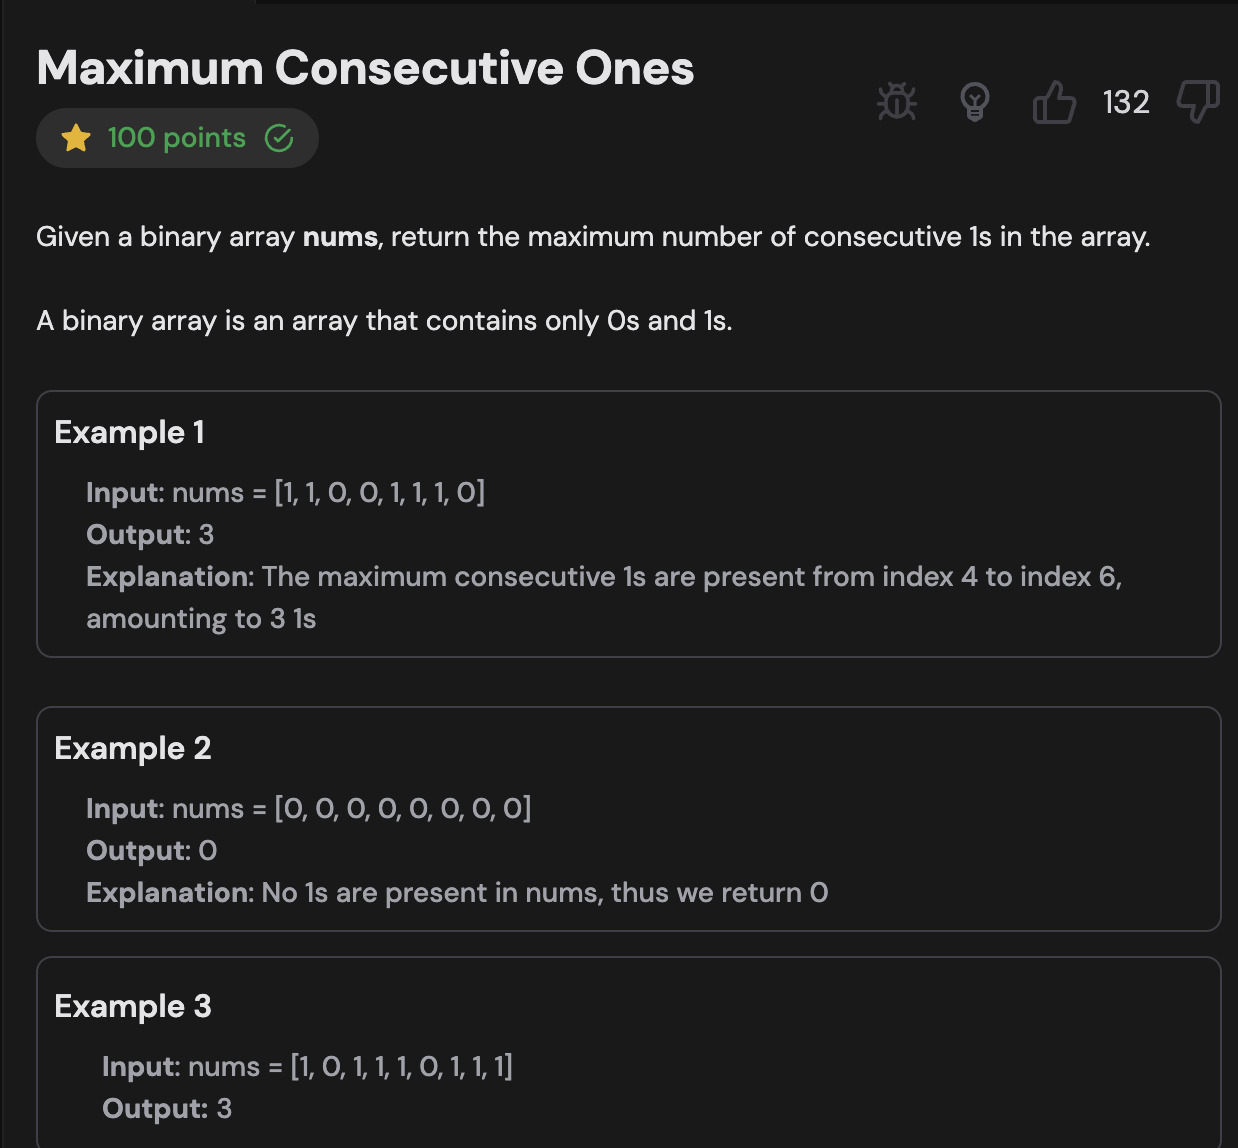 Maximum Consecutive Ones
132
100 points
Given a binary array nums, return the maximum number of consecutive 1s in the array.
A binary array is an array that contains only 0s and 1s.
Example 1
Input: nums = [1, 1, 0, 0, 1, 1, 1, 0]
Output: 3
Explanation: The maximum consecutive 1s are present from index 4 to index 6,
amounting to 3 1s
Example 2
Input: nums = [0, 0, 0, 0, 0, 0, 0, 0]
Output: 0
Explanation: No 1s are present in nums, thus we return 0
Example 3
Input: nums = [1, 0, 1, 1, 1, 0, 1, 1, 1]
Output: 3